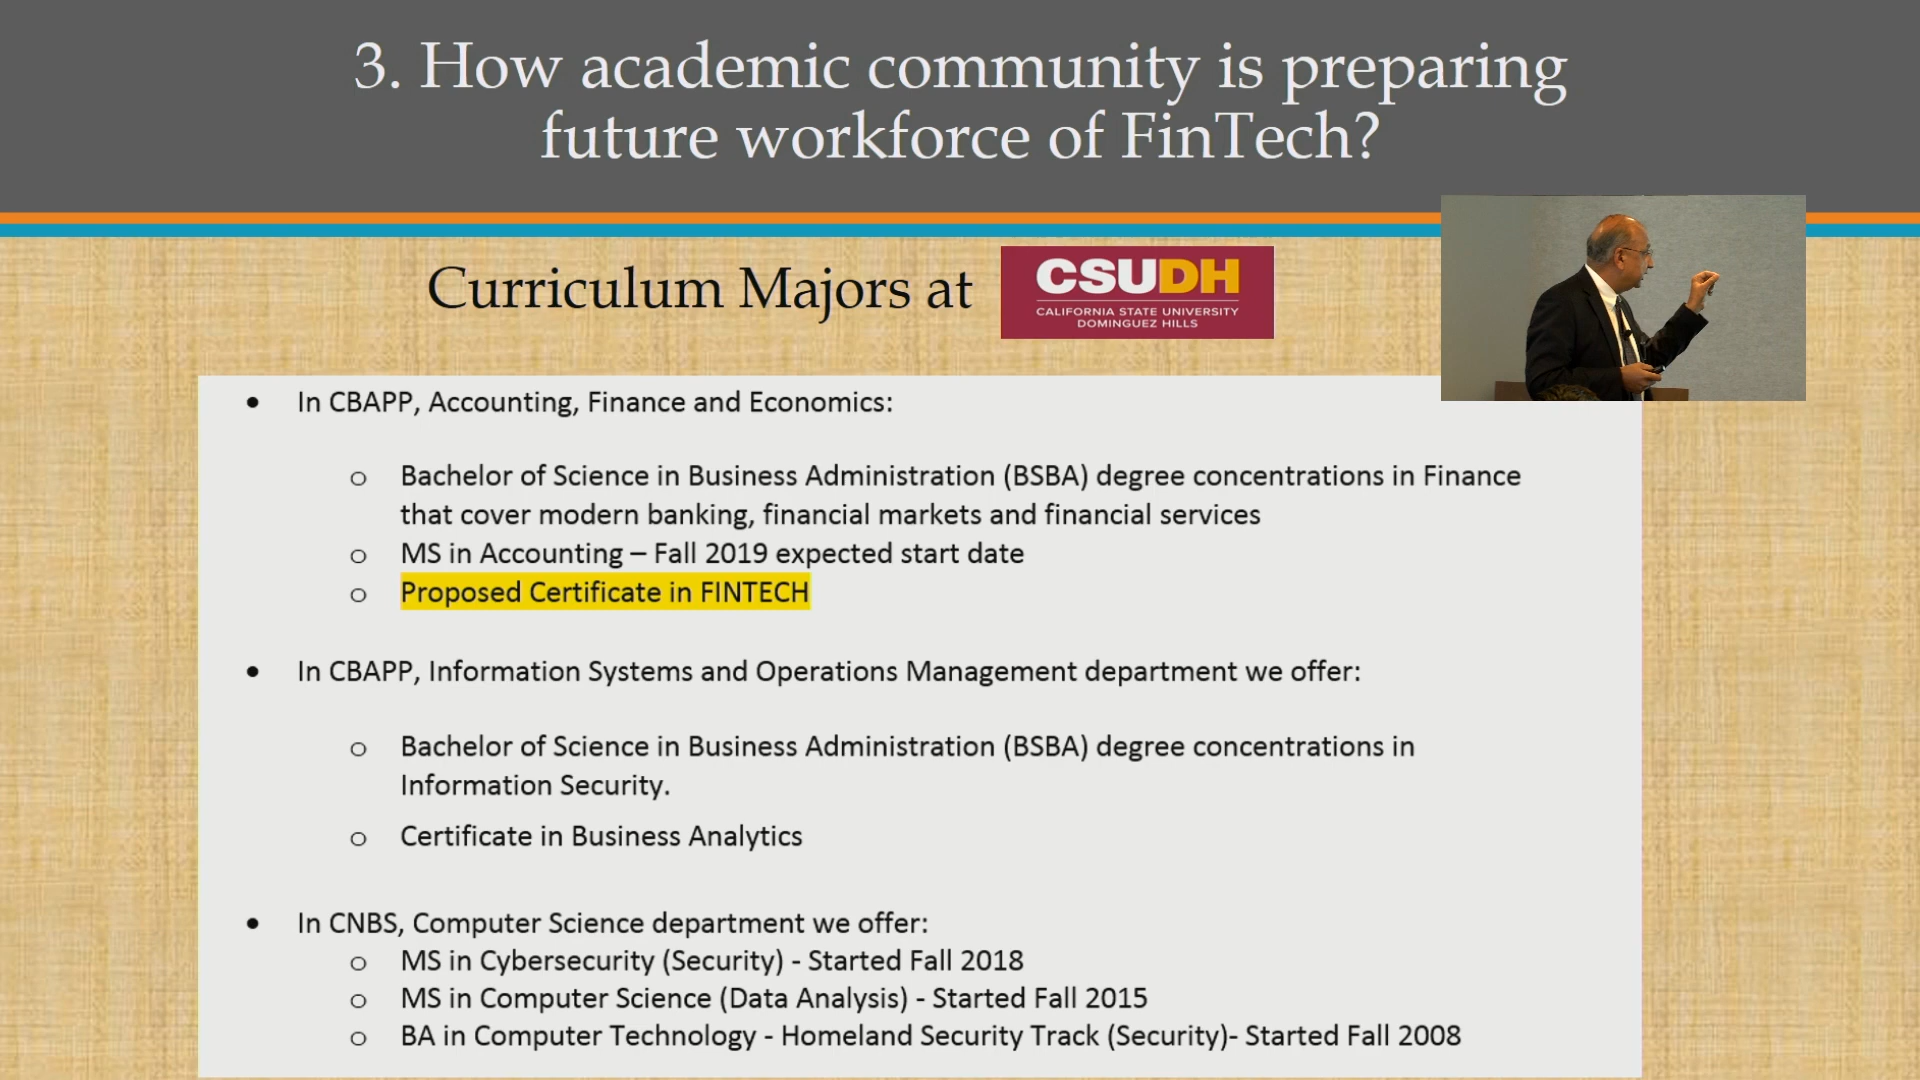 3. How academic community is preparing
future workforce of FinTech?
Curriculum Majors at
CSUDH
CALIFORNIA STATE UNIVERSITY
DOMINGUEZ HILLS
• In CBAPP, Accounting, Finance and Economics:
o Bachelor of Science in Business Administration (BSBA) degree concentrations in Finance
that cover modern banking, financial markets and financial services
o MS in Accounting – Fall 2019 expected start date
o Proposed Certificate in FINTECH
• In CBAPP, Information Systems and Operations Management department we offer:
o Bachelor of Science in Business Administration (BSBA) degree concentrations in
Information Security.
o Certificate in Business Analytics
• In CNBS, Computer Science department we offer:
o MS in Cybersecurity (Security) - Started Fall 2018
o MS in Computer Science (Data Analysis) - Started Fall 2015
o BA in Computer Technology - Homeland Security Track (Security)- Started Fall 2008